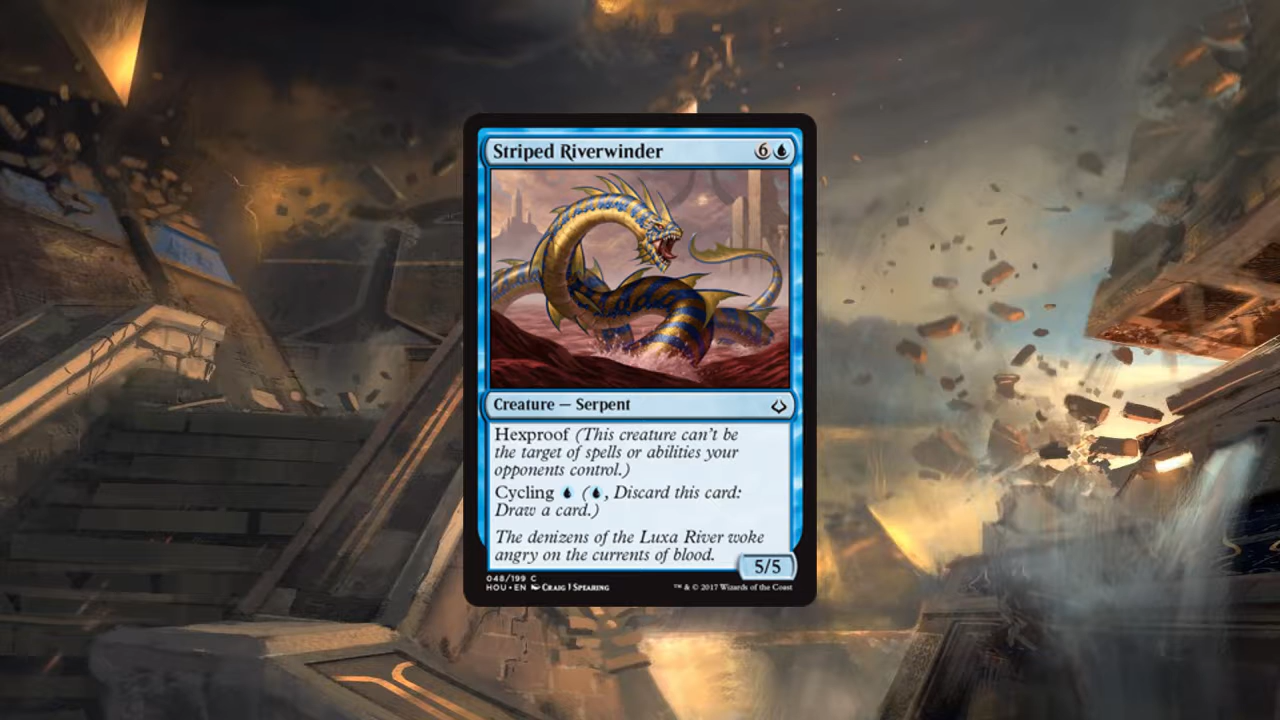 Striped Riverwinder 6
Creature — Serpent
Hexproof (This creature can't be
the target of spells or abilities your
opponents control.)
Cycling (, Discard this card:
Draw a card.)
The denizens of the Luxa River woke
angry on the currents of blood.
5/5
048/199 C
HOU • EN Craig J Spearing
™ & © 2017 Wizards of the Coast